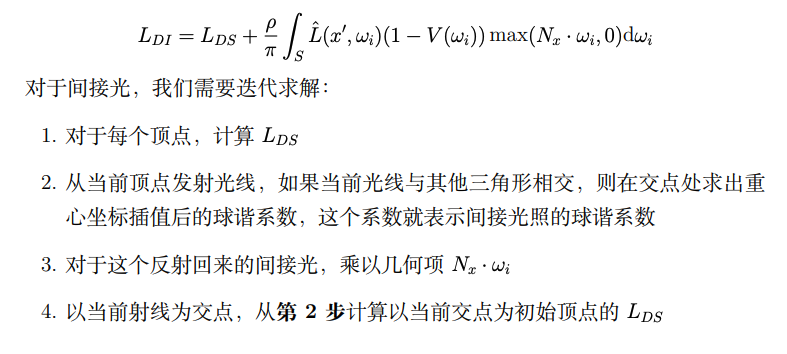 $L_{DI} = L_{DS} + \frac{\rho}{\pi} \int_S \hat{L}(x', \omega_i)(1 - V(\omega_i)) \max(N_x \cdot \omega_i, 0) \mathrm{d}\omega_i$
对于间接光，我们需要迭代求解：
1. 对于每个顶点，计算 $L_{DS}$
2. 从当前顶点发射光线，如果当前光线与其他三角形相交，则在交点处求出重
心坐标插值后的球谐系数，这个系数就表示间接光照的球谐系数
3. 对于这个反射回来的间接光，乘以几何项 $N_x \cdot \omega_i$
4. 以当前射线为交点，从第 2 步计算以当前交点为初始顶点的 $L_{DS}$